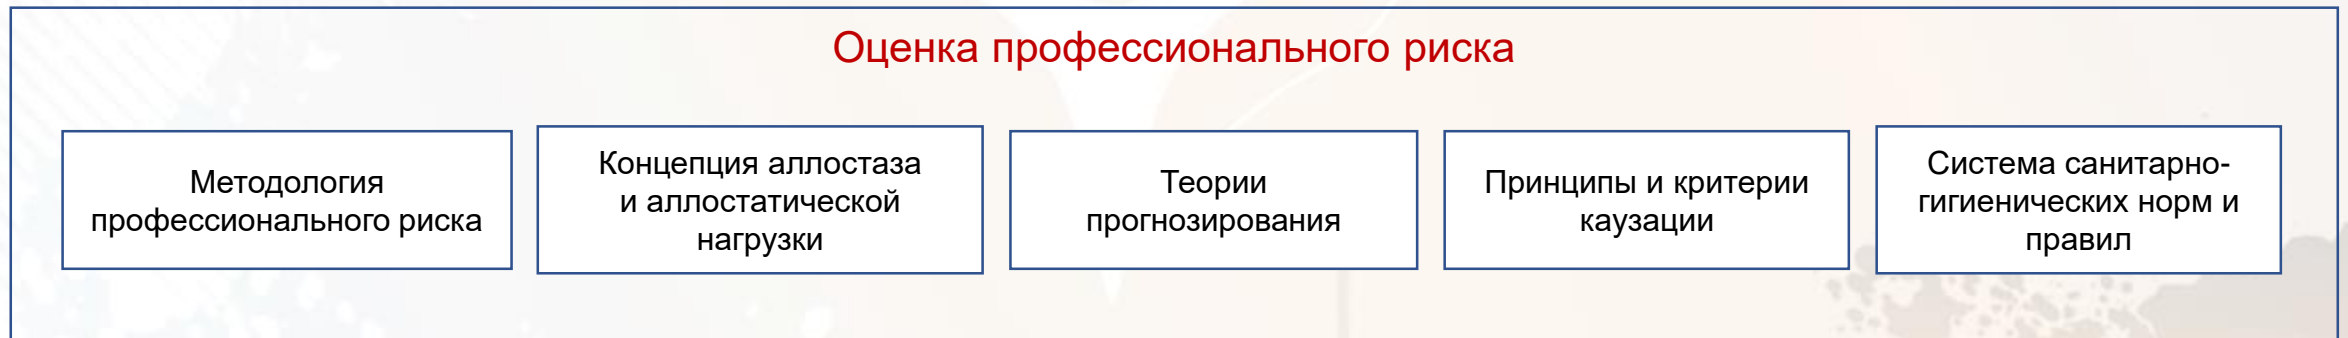 Оценка профессионального риска
Методология
профессионального риска
Концепция аллостаза
и аллостатической
нагрузки
Теории
прогнозирования
Принципы и критерии
каузации
Система санитарно-
гигиенических норм и
правил